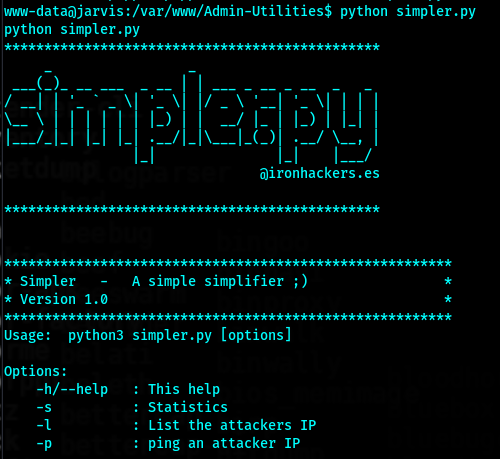 www-data@jarvis:/var/www/Admin-Utilities$ python simpler.py
python simpler.py
***********************************************
simpler.py
@ironhackers.es
***********************************************
********************************************************
* Simpler   -   A simple simplifier ;)                 *
* Version 1.0                                          *
********************************************************
Usage:  python3 simpler.py [options]
Options:
    -h/--help   : This help
    -s          : Statistics
    -l          : List the attackers IP
    -p          : ping an attacker IP